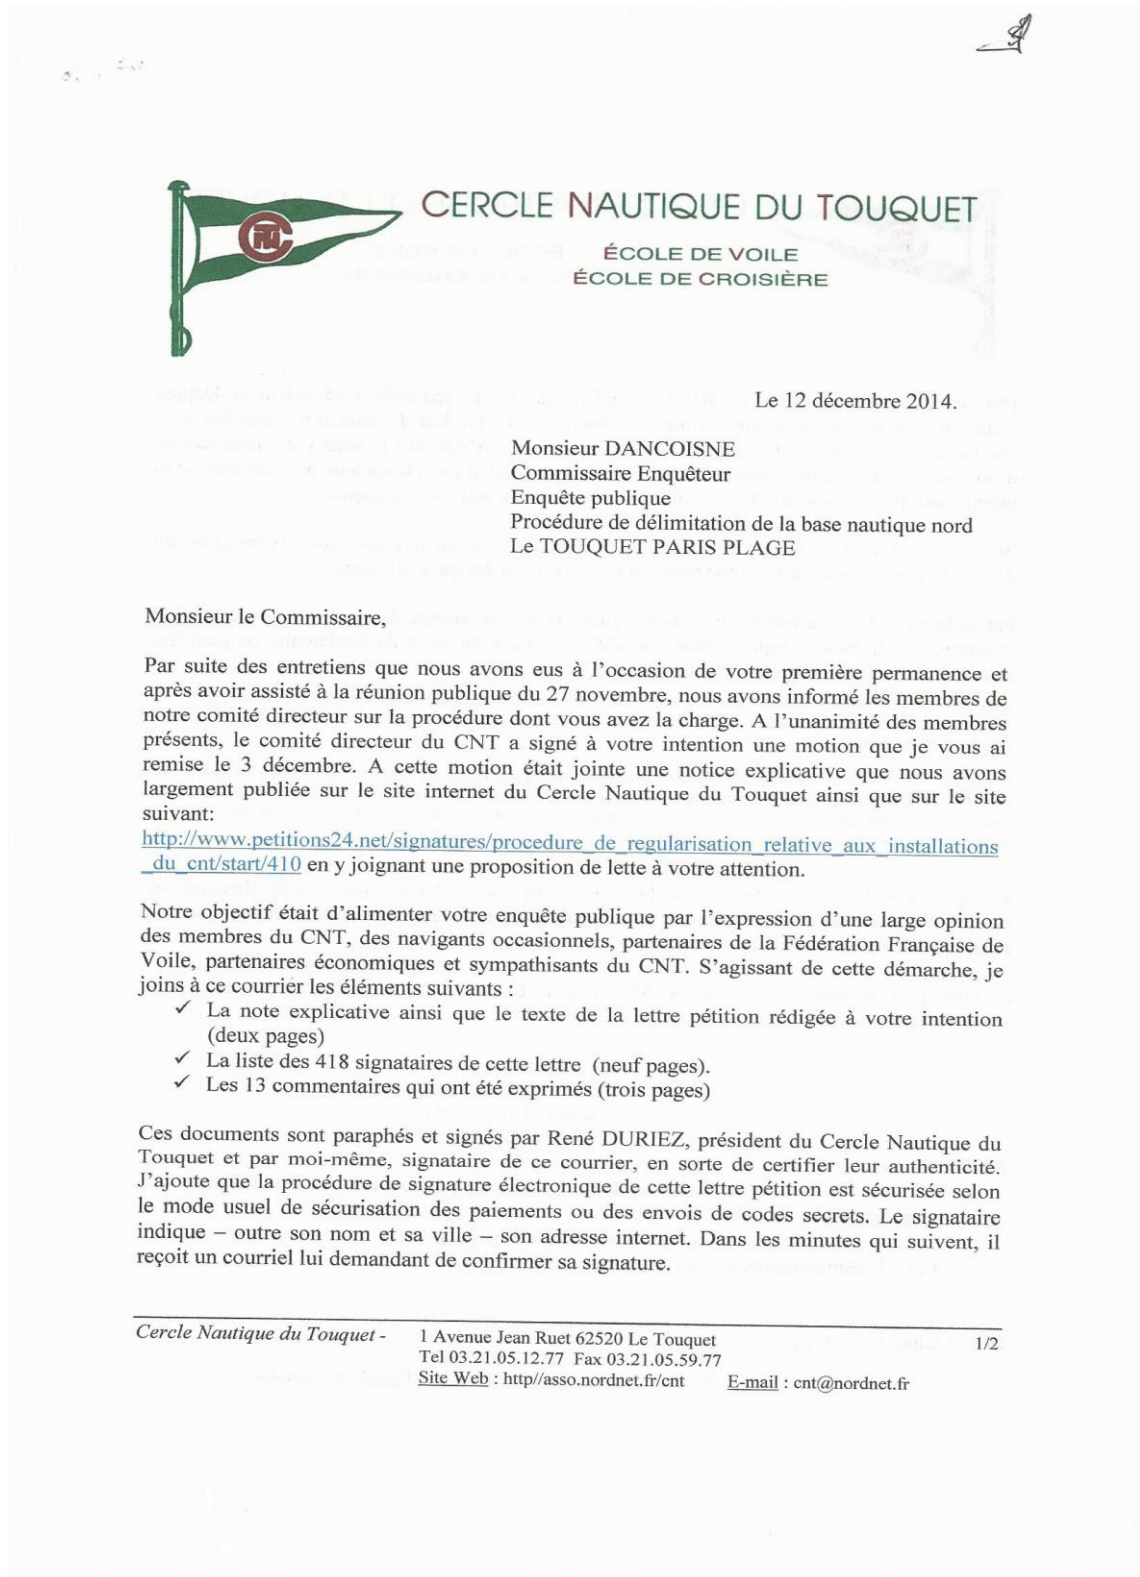 CERCLE NAUTIQUE DU TOUQUET
ÉCOLE DE VOILE
ÉCOLE DE CROISIÈRE
Le 12 décembre 2014.
Monsieur DANCOISNE
Commissaire Enquêteur
Enquête publique
Procédure de délimitation de la base nautique nord
Le TOUQUET PARIS PLAGE
Monsieur le Commissaire,
Par suite des entretiens que nous avons eus à l'occasion de votre première permanence et
après avoir assisté à la réunion publique du 27 novembre, nous avons informé les membres de
notre comité directeur sur la procédure dont vous avez la charge. A l'unanimité des membres
présents, le comité directeur du CNT a signé à votre intention une motion que je vous ai
remise le 3 décembre. A cette motion était jointe une notice explicative que nous avons
largement publiée sur le site internet du Cercle Nautique du Touquet ainsi que sur le site
suivant:
http://www.petitions24.net/signatures/procedure_de_regularisation_relative_aux_installations
_du_cnt/start/410 en y joignant une proposition de lette à votre attention.
Notre objectif était d'alimenter votre enquête publique par l'expression d'une large opinion
des membres du CNT, des navigants occasionnels, partenaires de la Fédération Française de
Voile, partenaires économiques et sympathisants du CNT. S'agissant de cette démarche, je
joins à ce courrier les éléments suivants :
✓ La note explicative ainsi que le texte de la lettre pétition rédigée à votre intention
(deux pages)
✓ La liste des 418 signataires de cette lettre (neuf pages).
✓ Les 13 commentaires qui ont été exprimés (trois pages)
Ces documents sont paraphés et signés par René DURIEZ, président du Cercle Nautique du
Touquet et par moi-même, signataire de ce courrier, en sorte de certifier leur authenticité.
J'ajoute que la procédure de signature électronique de cette lettre pétition est sécurisée selon
le mode usuel de sécurisation des paiements ou des envois de codes secrets. Le signataire
indique – outre son nom et sa ville – son adresse internet. Dans les minutes qui suivent, il
reçoit un courriel lui demandant de confirmer sa signature.
Cercle Nautique du Touquet - 1 Avenue Jean Ruet 62520 Le Touquet 1/2
Tel 03.21.05.12.77 Fax 03.21.05.59.77
Site Web : http//asso.nordnet.fr/cnt E-mail : cnt@nordnet.fr